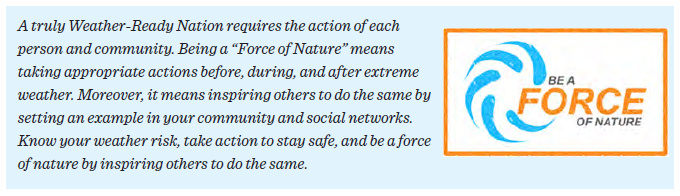 A truly Weather-Ready Nation requires the action of each
person and community. Being a “Force of Nature” means
taking appropriate actions before, during, and after extreme
weather. Moreover, it means inspiring others to do the same by
setting an example in your community and social networks.
Know your weather risk, take action to stay safe, and be a force
of nature by inspiring others to do the same.
BE A
FORCE
OF NATURE